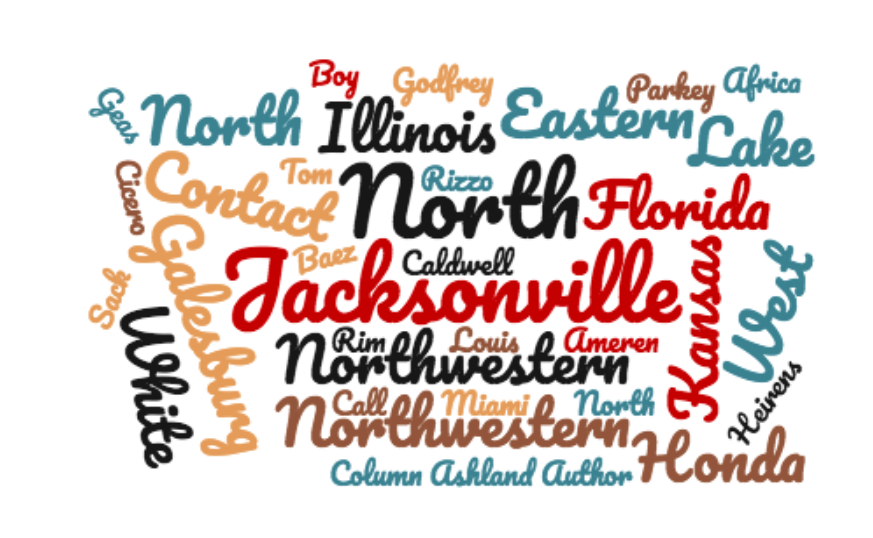 Boy
Godfrey
Parkey
Africa
Geas
North
Illinois
Eastern
Lake
Cicero
Contact
Tom
North
Rizzo
Florida
Galesburg
Baez
Caldwell
Jacksonville
Kansas
West
Sack
White
Rim
Louis
Ameren
Northwestern
Heirens
Call
Miami
North
Northwestern
Honda
Column Ashland Author